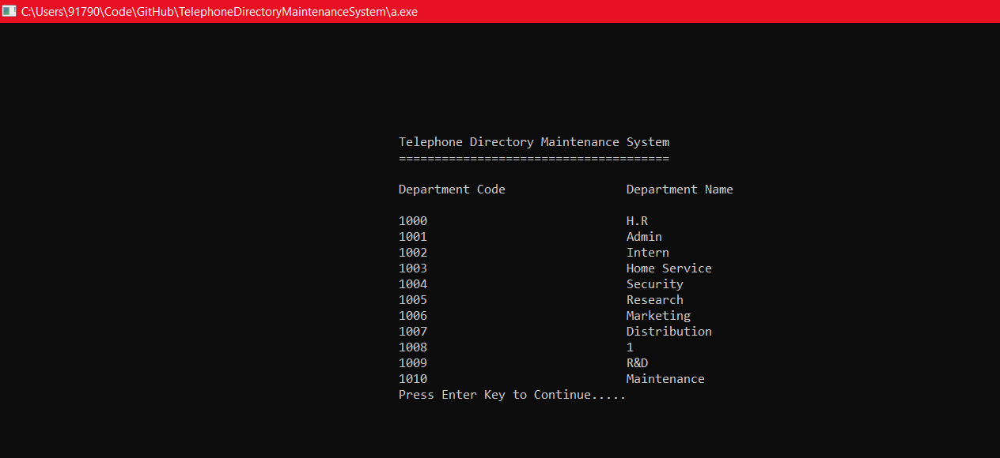 C:\Users\91790\Code\GitHub\TelephoneDirectoryMaintenanceSystem\a.exe
Telephone Directory Maintenance System
======================================
Department Code Department Name
1000 H.R
1001 Admin
1002 Intern
1003 Home Service
1004 Security
1005 Research
1006 Marketing
1007 Distribution
1008 1
1009 R&D
1010 Maintenance
Press Enter Key to Continue.....